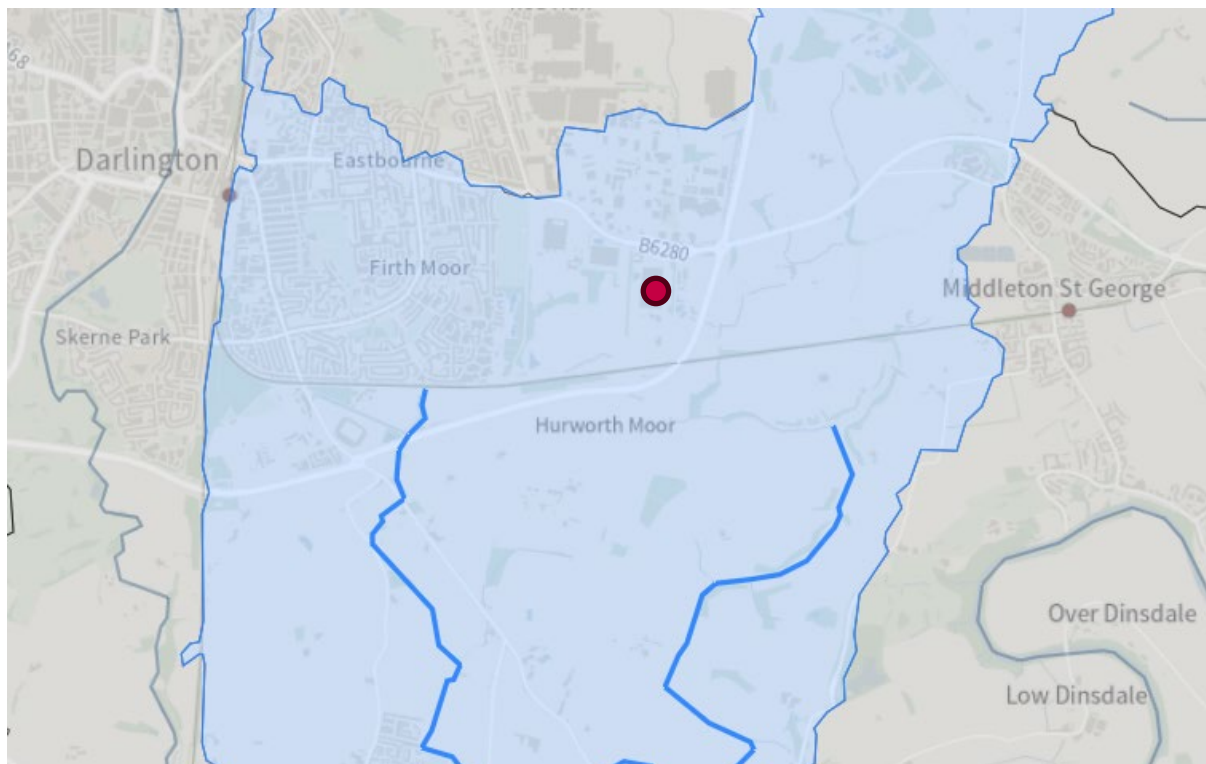 Darlington
Eastbourne
B6280
Firth Moor
Middleton St George
Skerne Park
Hurworth Moor
Over Dinsdale
Low Dinsdale